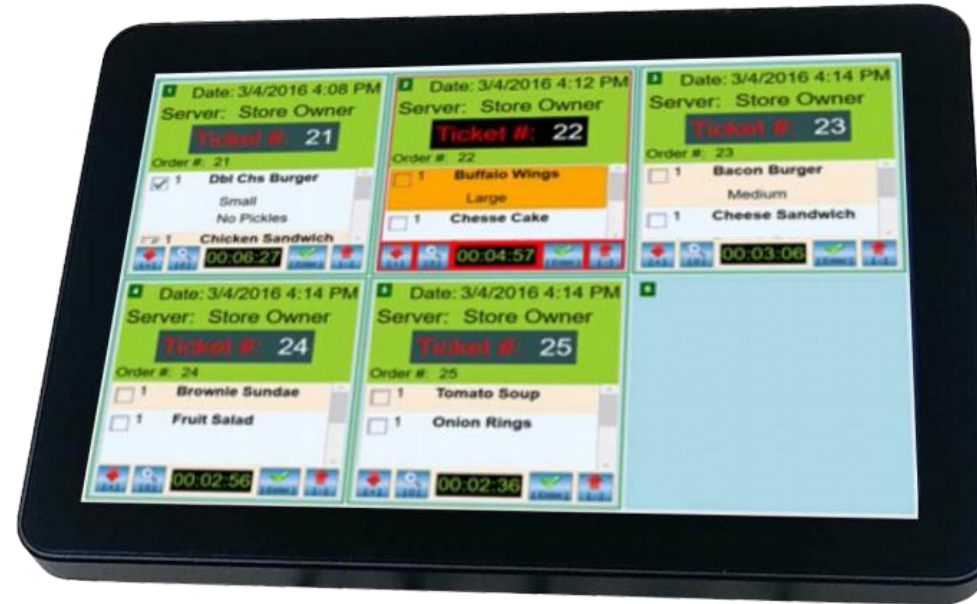 1 Date: 3/4/2016 4:08 PM
Server: Store Owner
Ticket #: 21
Order #: 21
1 Dbl Chs Burger
Small
No Pickles
1 Chicken Sandwich
00:06:27
2 Date: 3/4/2016 4:12 PM
Server: Store Owner
Ticket #: 22
Order #: 22
1 Buffalo Wings
Large
1 Chesse Cake
00:04:57
3 Date: 3/4/2016 4:14 PM
Server: Store Owner
Ticket #: 23
Order #: 23
1 Bacon Burger
Medium
1 Cheese Sandwich
00:03:06
4 Date: 3/4/2016 4:14 PM
Server: Store Owner
Ticket #: 24
Order #: 24
1 Brownie Sundae
1 Fruit Salad
00:02:56
5 Date: 3/4/2016 4:14 PM
Server: Store Owner
Ticket #: 25
Order #: 25
1 Tomato Soup
1 Onion Rings
00:02:36
6